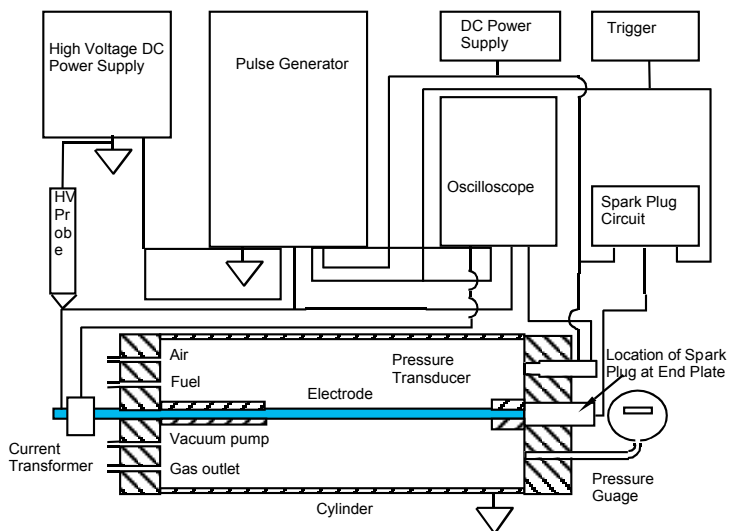 High Voltage DC
Power Supply
Pulse Generator
DC Power
Supply
Trigger
Oscilloscope
Spark Plug
Circuit
HV
Pr
ob
e
Air
Fuel
Pressure
Transducer
Location of Spark
Plug at End Plate
Electrode
Current
Transformer
Vacuum pump
Gas outlet
Pressure
Guage
Cylinder